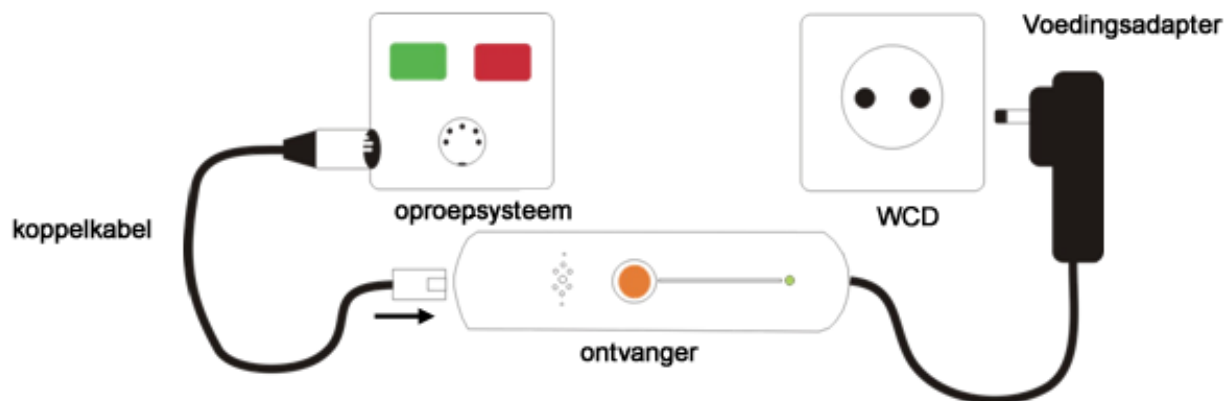 Voedingsadapter
oproepsysteem
WCD
koppelkabel
ontvanger